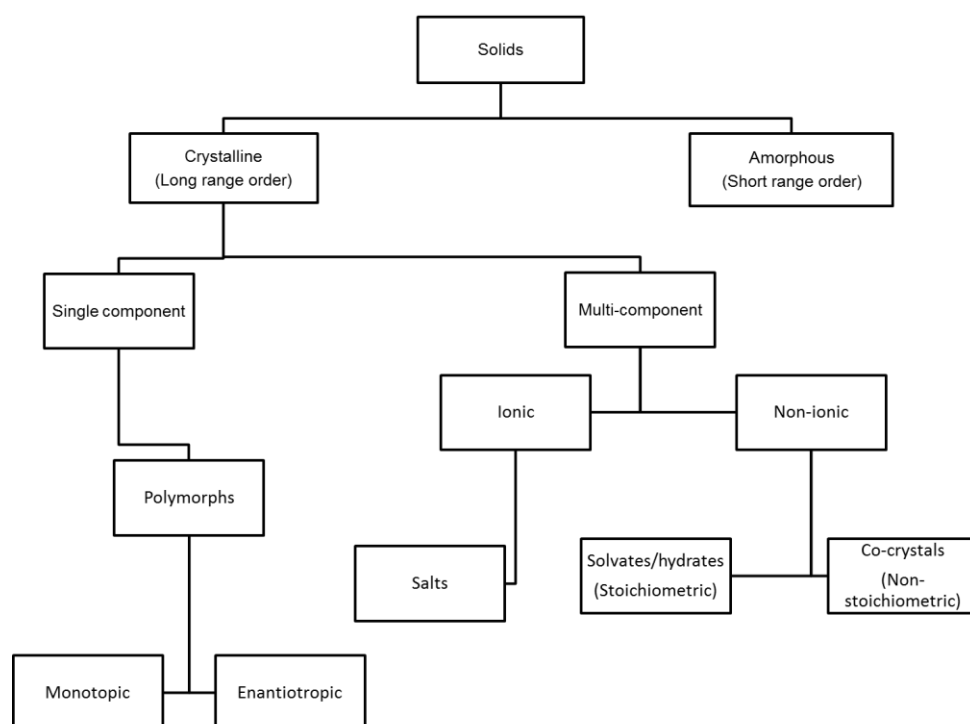 Solids
Crystalline
(Long range order)
Amorphous
(Short range order)
Single component
Multi-component
Ionic
Non-ionic
Polymorphs
Salts
Solvates/hydrates
(Stoichiometric)
Co-crystals
(Non-
stoichiometric)
Monotopic
Enantiotropic